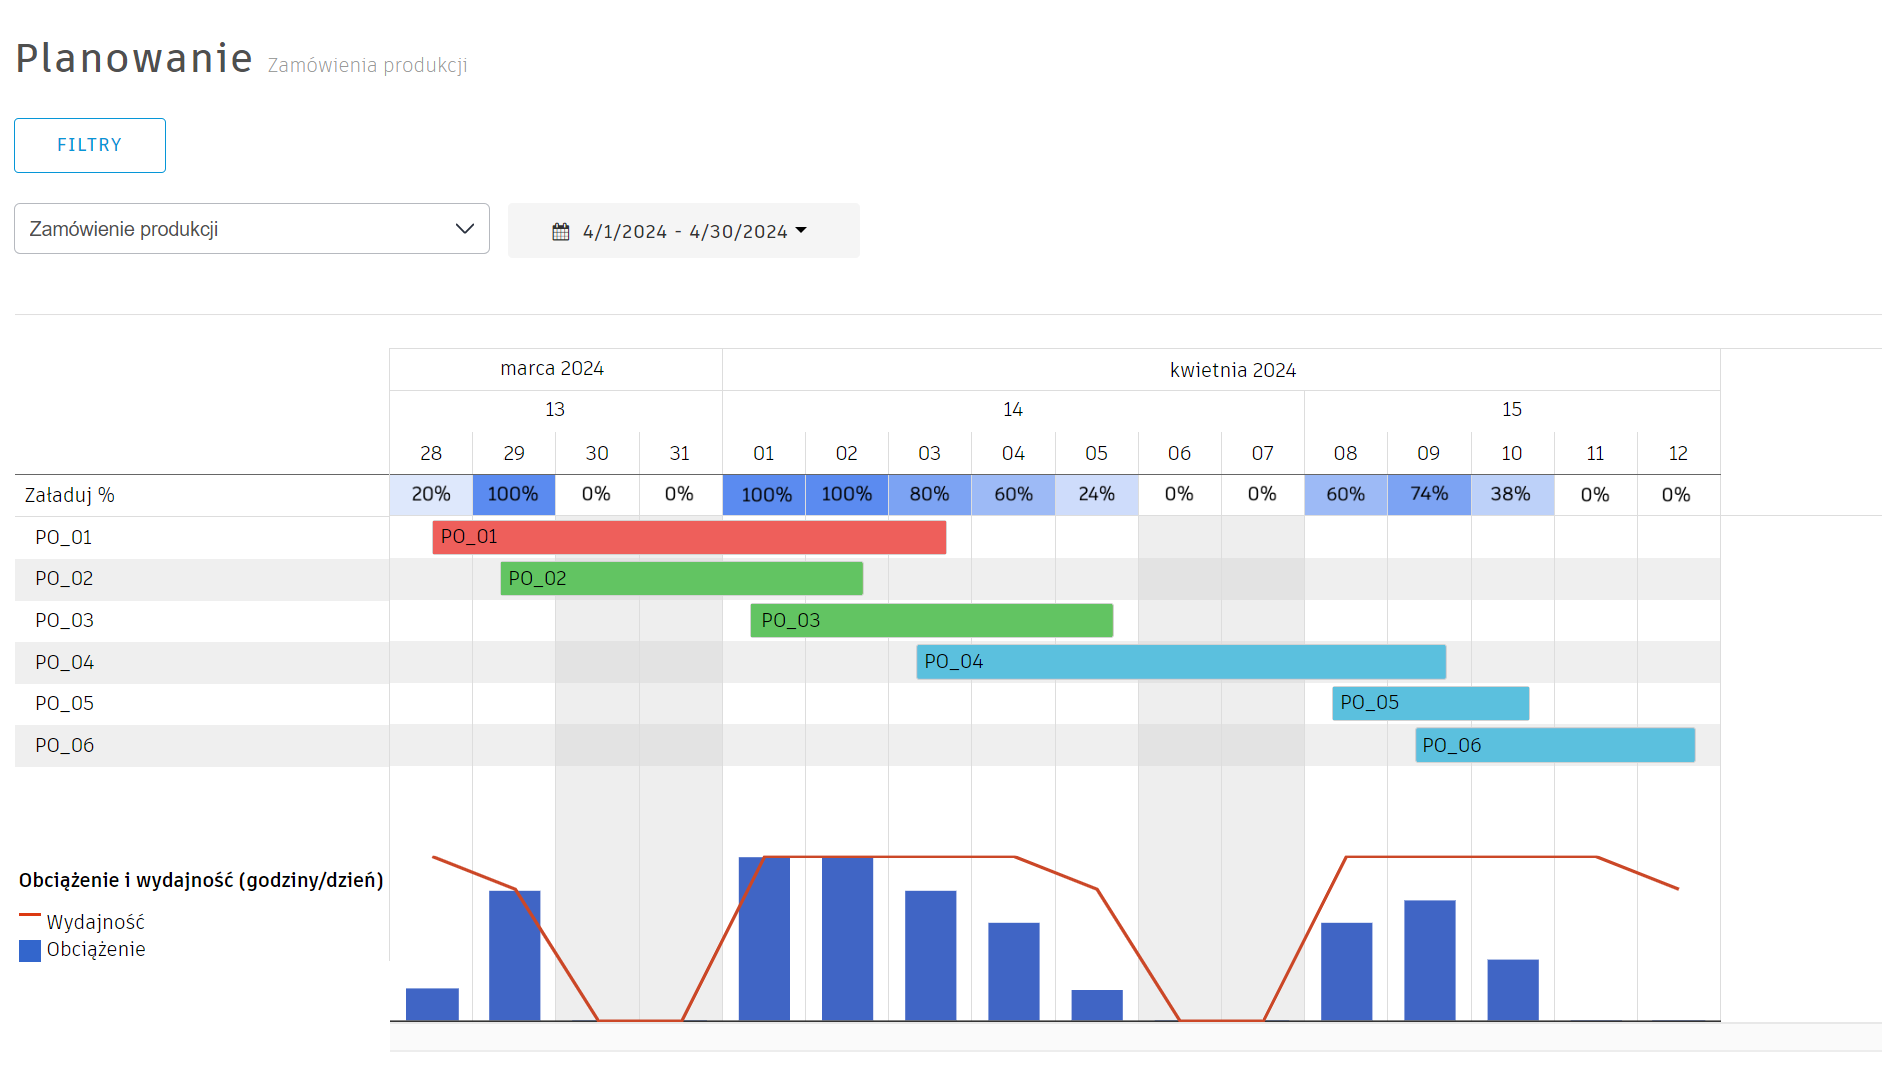 Planowanie Zamówienia produkcji
FILTRY
Zamówienie produkcji
4/1/2024 - 4/30/2024
marca 2024 kwietnia 2024
13 14 15
28 29 30 31 01 02 03 04 05 06 07 08 09 10 11 12
Załaduj % 20% 100% 0% 0% 100% 100% 80% 60% 24% 0% 0% 60% 74% 38% 0% 0%
PO_01 PO_01
PO_02 PO_02
PO_03 PO_03
PO_04 PO_04
PO_05 PO_05
PO_06 PO_06
Obciążenie i wydajność (godziny/dzień)
Wydajność
Obciążenie